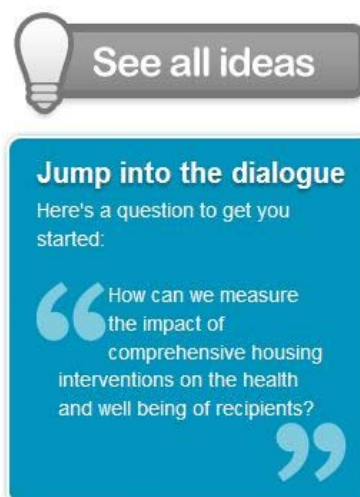 See all ideas
Jump into the dialogue
Here's a question to get you
started:
How can we measure
the impact of
comprehensive housing
interventions on the health
and well being of recipients?